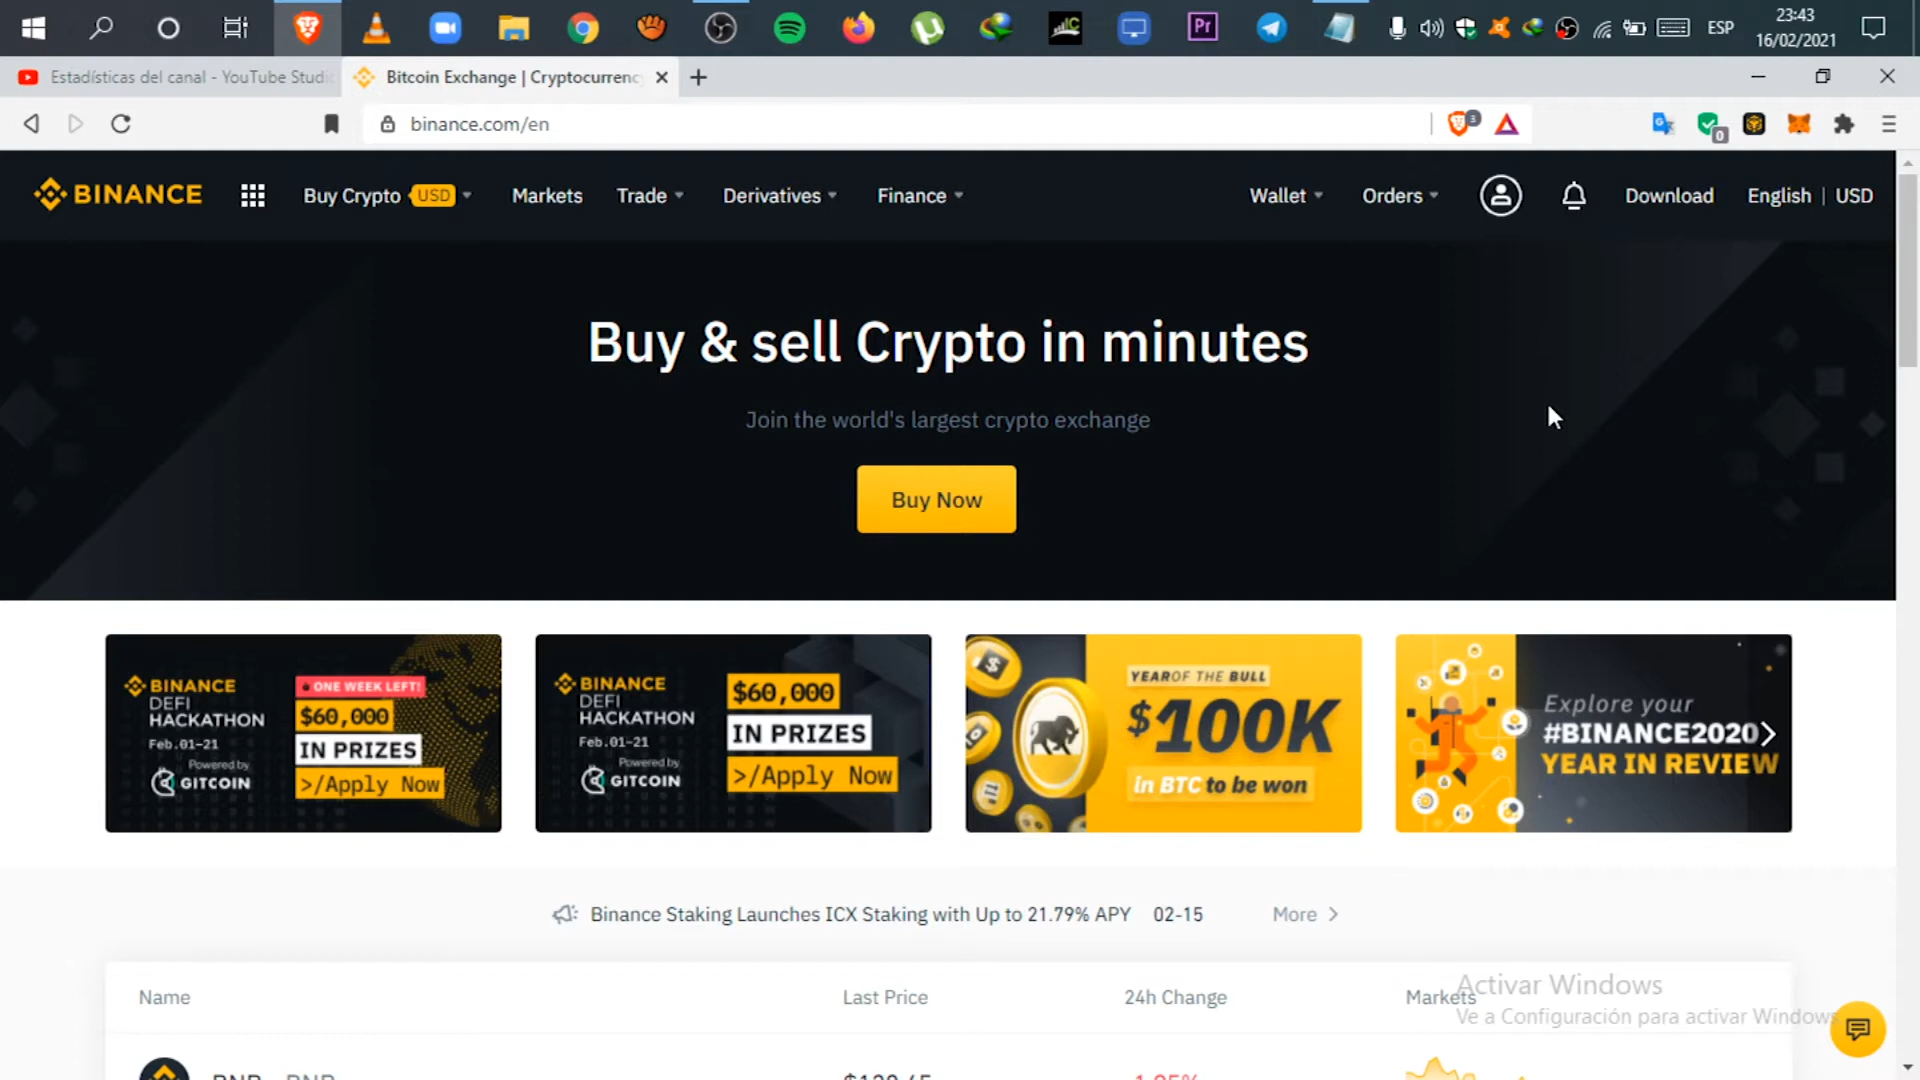 ESP
23:43
16/02/2021
Estadísticas del canal - YouTube Studi
Bitcoin Exchange | Cryptocurrenc
binance.com/en
3
0
BINANCE
Buy Crypto USD
Markets
Trade
Derivatives
Finance
Wallet
Orders
Download
English | USD
Buy & sell Crypto in minutes
Join the world's largest crypto exchange
Buy Now
BINANCE
DEFI
HACKATHON
Feb.01-21
Powered by
GITCOIN
ONE WEEK LEFT!
$60,000
IN PRIZES
>/Apply Now
BINANCE
DEFI
HACKATHON
Feb.01-21
Powered by
GITCOIN
$60,000
IN PRIZES
>/Apply Now
YEAR OF THE BULL
$100K
in BTC to be won
Explore your
#BINANCE2020
YEAR IN REVIEW
Binance Staking Launches ICX Staking with Up to 21.79% APY 02-15
More
Name
Last Price
24h Change
Markets
Activar Windows
Ve a Configuración para activar Windows
BNB BNB